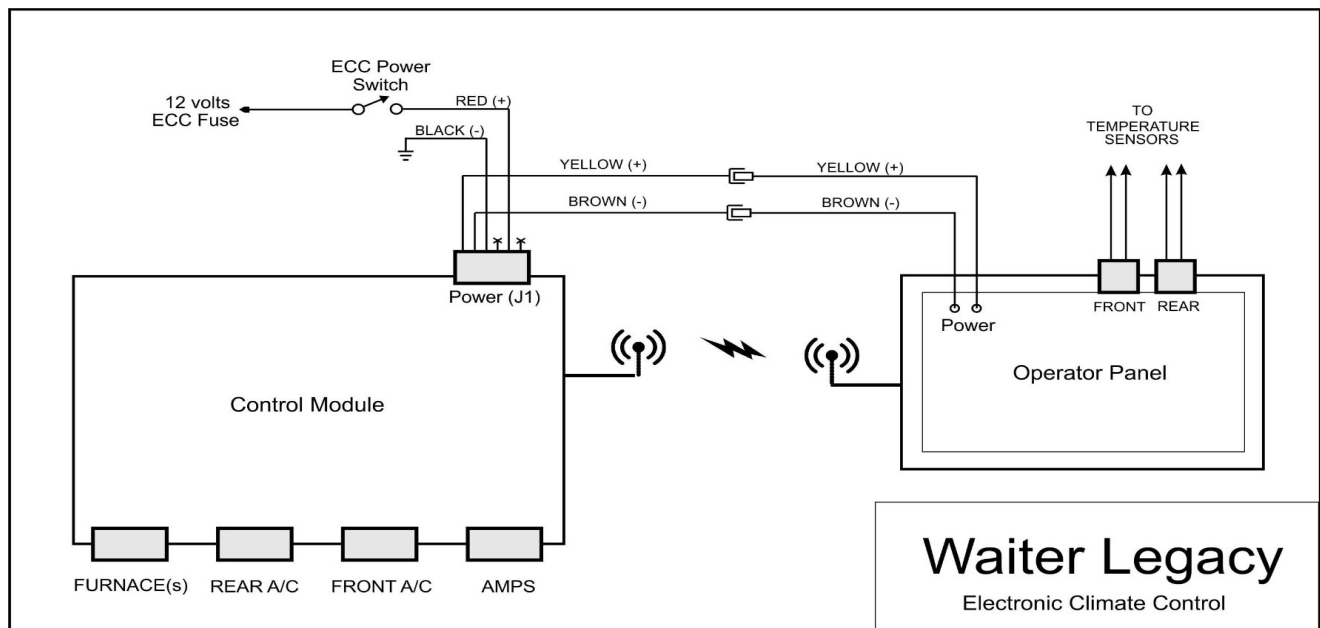 ECC Power
Switch
12 volts
ECC Fuse
RED (+)
BLACK (-)
YELLOW (+)
YELLOW (+)
BROWN (-)
BROWN (-)
TO
TEMPERATURE
SENSORS
Power (J1)
FRONT
REAR
Power
Control Module
Operator Panel
FURNACE(s)
REAR A/C
FRONT A/C
AMPS
Waiter Legacy
Electronic Climate Control